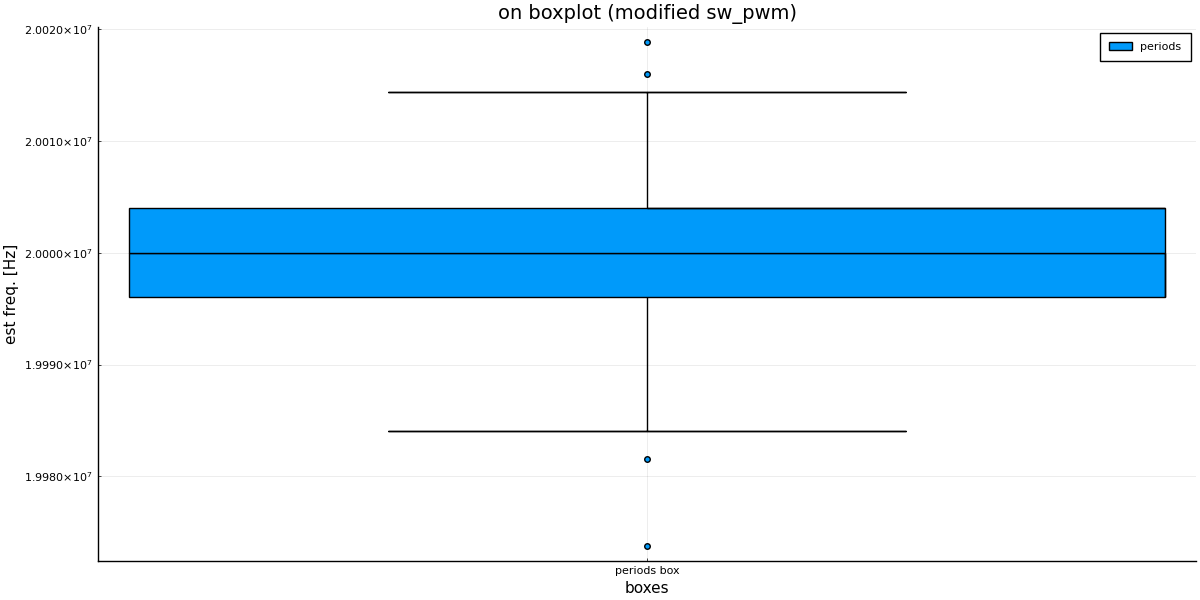 on boxplot (modified sw_pwm)
periods
2.0020×10⁷
2.0010×10⁷
2.0000×10⁷
1.9990×10⁷
1.9980×10⁷
est freq. [Hz]
periods box
boxes